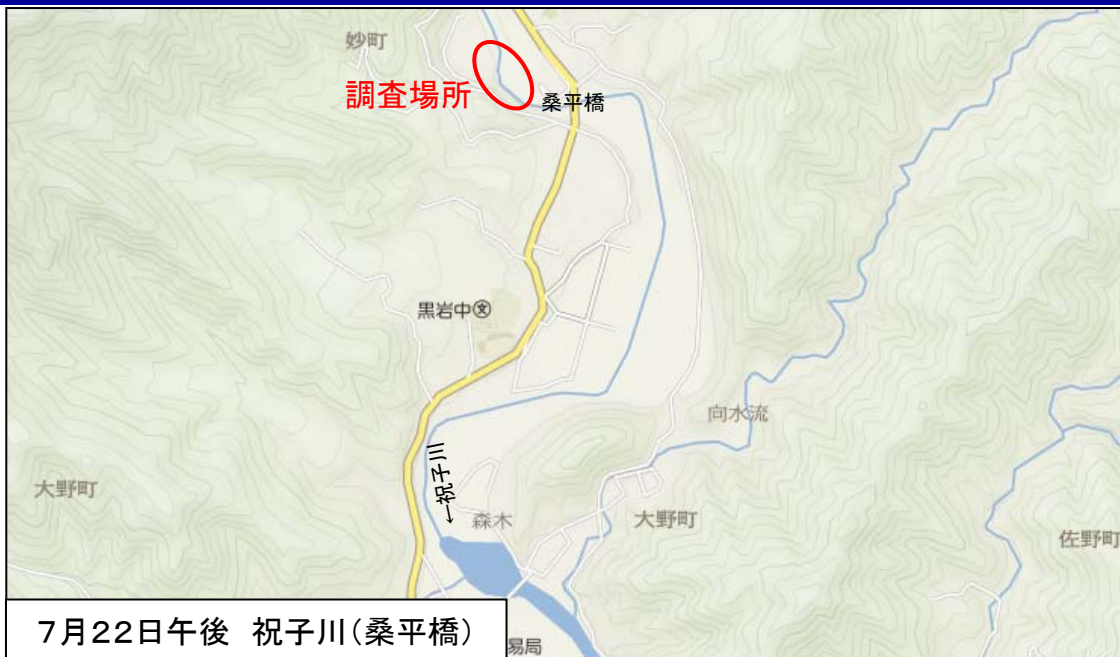 妙町
調査場所
桑平橋
黒岩中
向水流
←祝子川
大野町
森木
大野町
佐野町
7月22日午後 祝子川(桑平橋)
易局